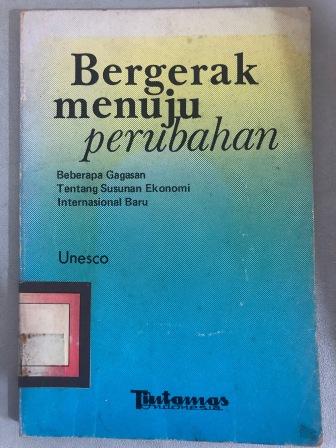 Bergerak
menuju
perubahan
Beberapa Gagasan
Tentang Susunan Ekonomi
Internasional Baru
Unesco
Tintamas
Indonesia